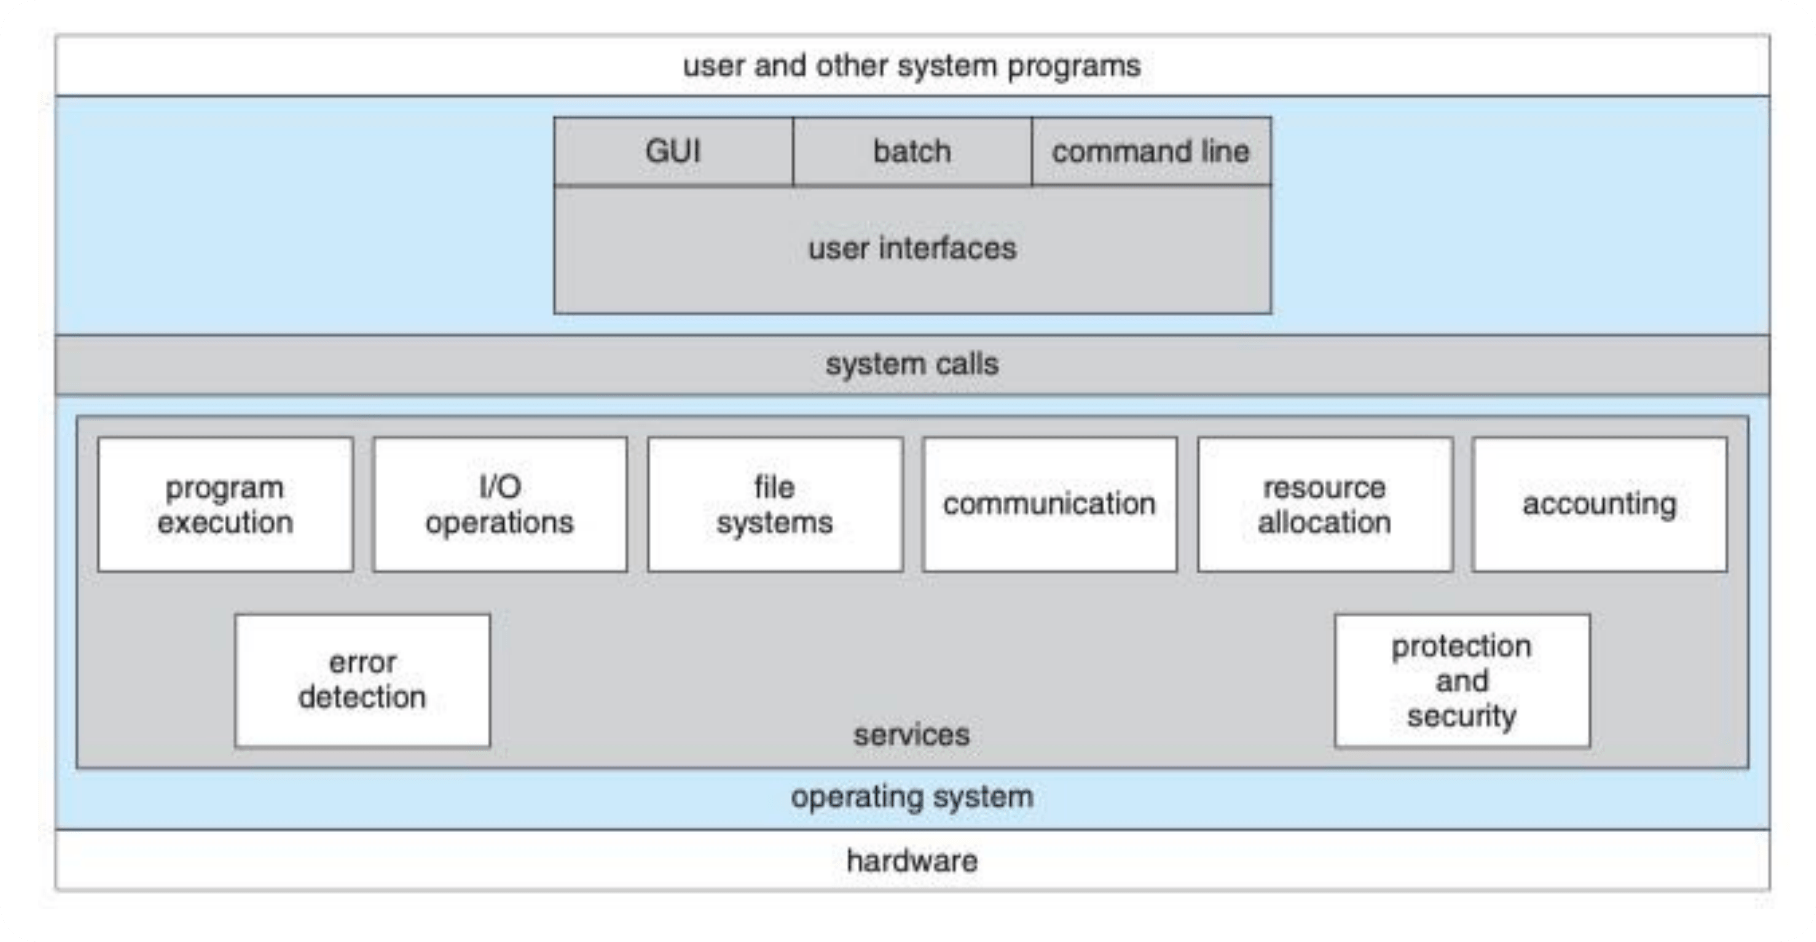 user and other system programs
GUI
batch
command line
user interfaces
system calls
program
execution
I/O
operations
file
systems
communication
resource
allocation
accounting
error
detection
protection
and
security
services
operating system
hardware